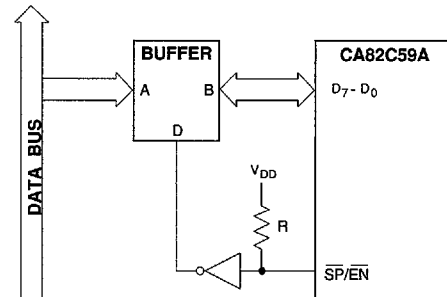 BUFFER
CA82C59A
A
B
D7 - D0
D
DATA BUS
VDD
R
SP/EN